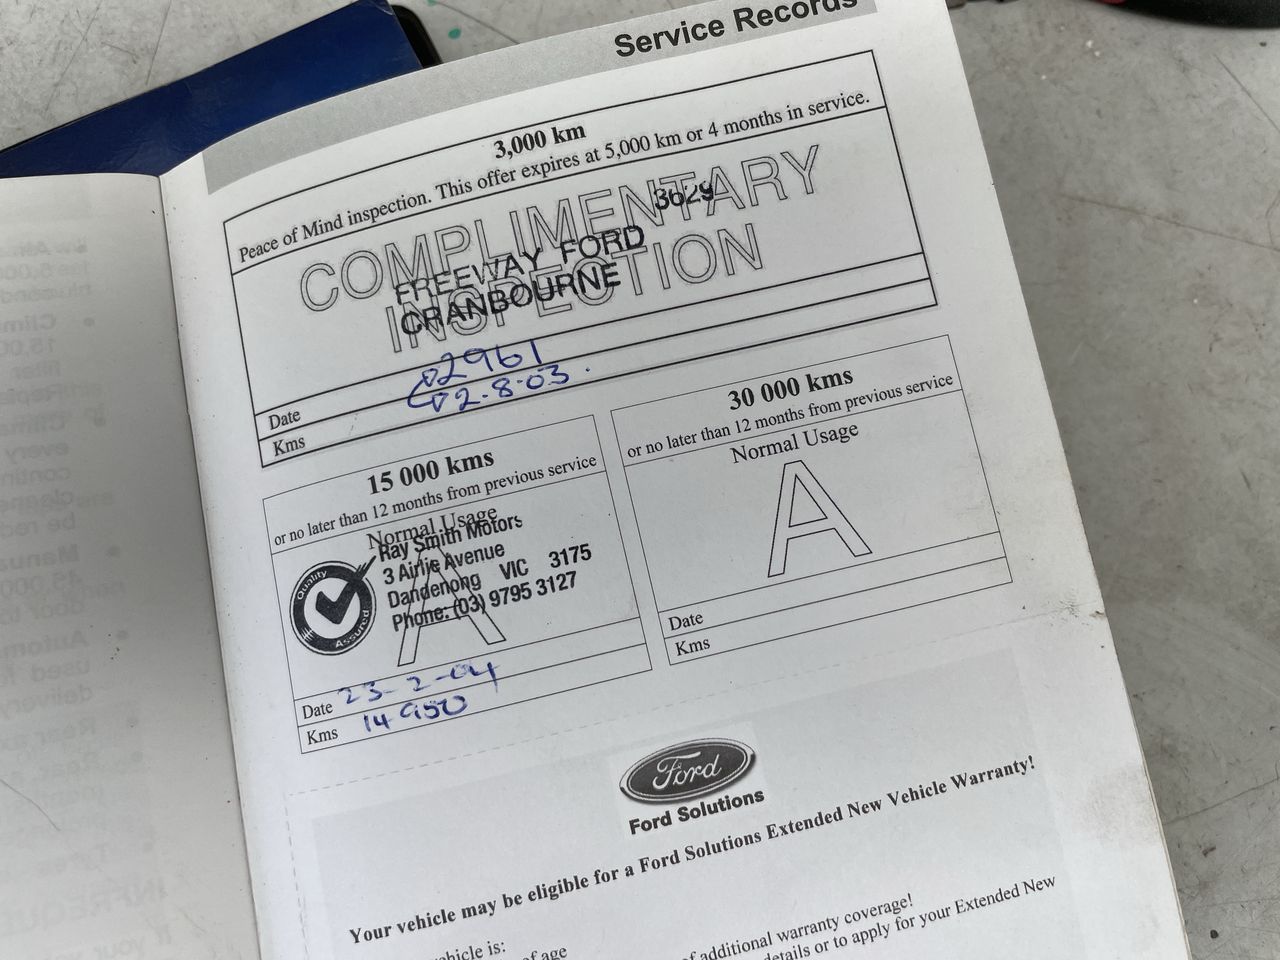 Service Records
3,000 km
Peace of Mind inspection. This offer expires at 5,000 km or 4 months in service.
COMPLIMENTARY
INSPECTION
3629
FREEWAY FORD
CRANBOURNE
Date 2961
Kms 2-8-03.
15 000 kms
or no later than 12 months from previous service
Normal Usage
A
Quality
Assured
Ray Smith Motors
3 Airlie Avenue
Dandenong VIC 3175
Phone: (03) 9795 3127
Date 23-2-04
Kms 14950
30 000 kms
or no later than 12 months from previous service
Normal Usage
A
Date
Kms
Ford
Ford Solutions
Your vehicle may be eligible for a Ford Solutions Extended New Vehicle Warranty!
hicle is:
of age
of additional warranty coverage!
details or to apply for your Extended New